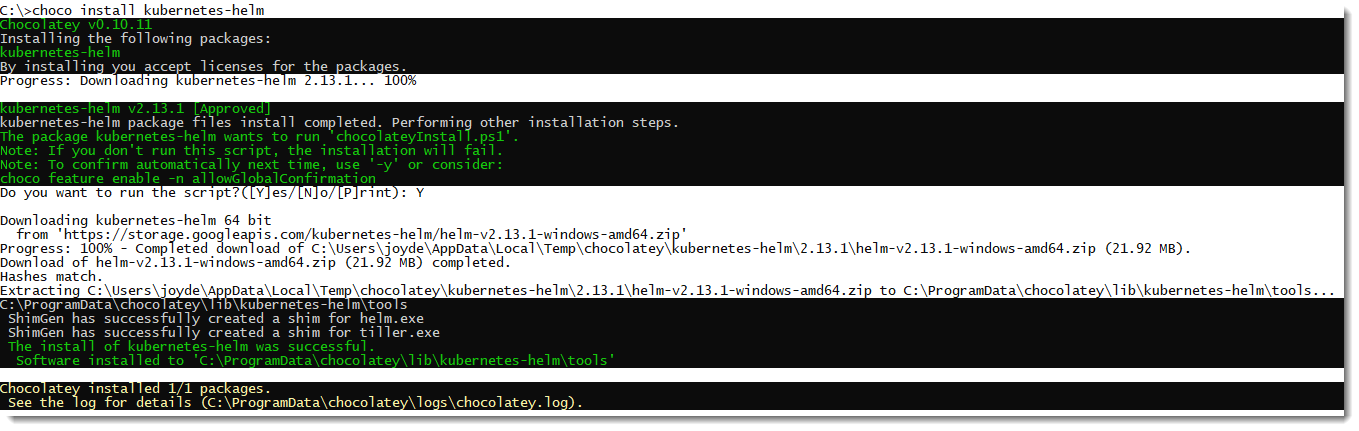 C:\>choco install kubernetes-helm
Chocolatey v0.10.11
Installing the following packages:
kubernetes-helm
By installing you accept licenses for the packages.
Progress: Downloading kubernetes-helm 2.13.1... 100%
kubernetes-helm v2.13.1 [Approved]
kubernetes-helm package files install completed. Performing other installation steps.
The package kubernetes-helm wants to run 'chocolateyInstall.ps1'.
Note: If you don't run this script, the installation will fail.
Note: To confirm automatically next time, use '-y' or consider:
choco feature enable -n allowGlobalConfirmation
Do you want to run the script?([Y]es/[N]o/[P]rint): Y
Downloading kubernetes-helm 64 bit
from 'https://storage.googleapis.com/kubernetes-helm/helm-v2.13.1-windows-amd64.zip'
Progress: 100% - Completed download of C:\Users\joyde\AppData\Local\Temp\chocolatey\kubernetes-helm\2.13.1\helm-v2.13.1-windows-amd64.zip (21.92 MB).
Download of helm-v2.13.1-windows-amd64.zip (21.92 MB) completed.
Hashes match.
Extracting C:\Users\joyde\AppData\Local\Temp\chocolatey\kubernetes-helm\2.13.1\helm-v2.13.1-windows-amd64.zip to C:\ProgramData\chocolatey\lib\kubernetes-helm\tools...
C:\ProgramData\chocolatey\lib\kubernetes-helm\tools
ShimGen has successfully created a shim for helm.exe
ShimGen has successfully created a shim for tiller.exe
The install of kubernetes-helm was successful.
Software installed to 'C:\ProgramData\chocolatey\lib\kubernetes-helm\tools'
Chocolatey installed 1/1 packages.
See the log for details (C:\ProgramData\chocolatey\logs\chocolatey.log).